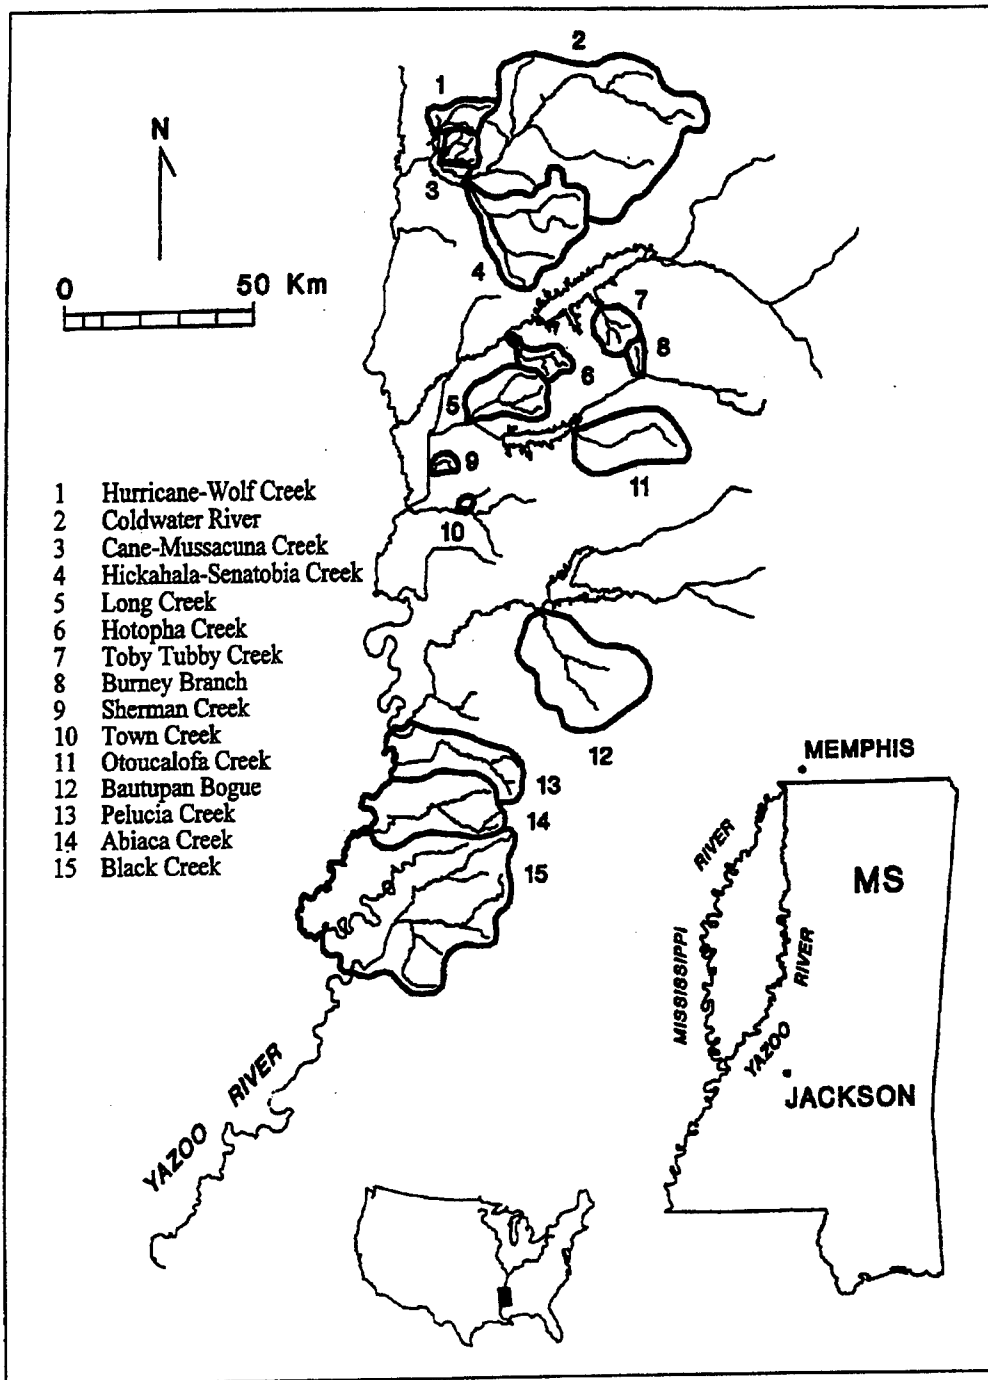 2
1
N
3
4
0 50 Km
7
8
6
5
9
11
10
1 Hurricane-Wolf Creek
2 Coldwater River
3 Cane-Mussacuna Creek
4 Hickahala-Senatobia Creek
5 Long Creek
6 Hotopha Creek
7 Toby Tubby Creek
8 Burney Branch
9 Sherman Creek
10 Town Creek
11 Otoucalofa Creek
12 Bautupan Bogue
13 Pelucia Creek
14 Abiaca Creek
15 Black Creek
12
13
14
15
MEMPHIS
MS
MISSISSIPPI RIVER
YAZOO RIVER
JACKSON
YAZOO RIVER